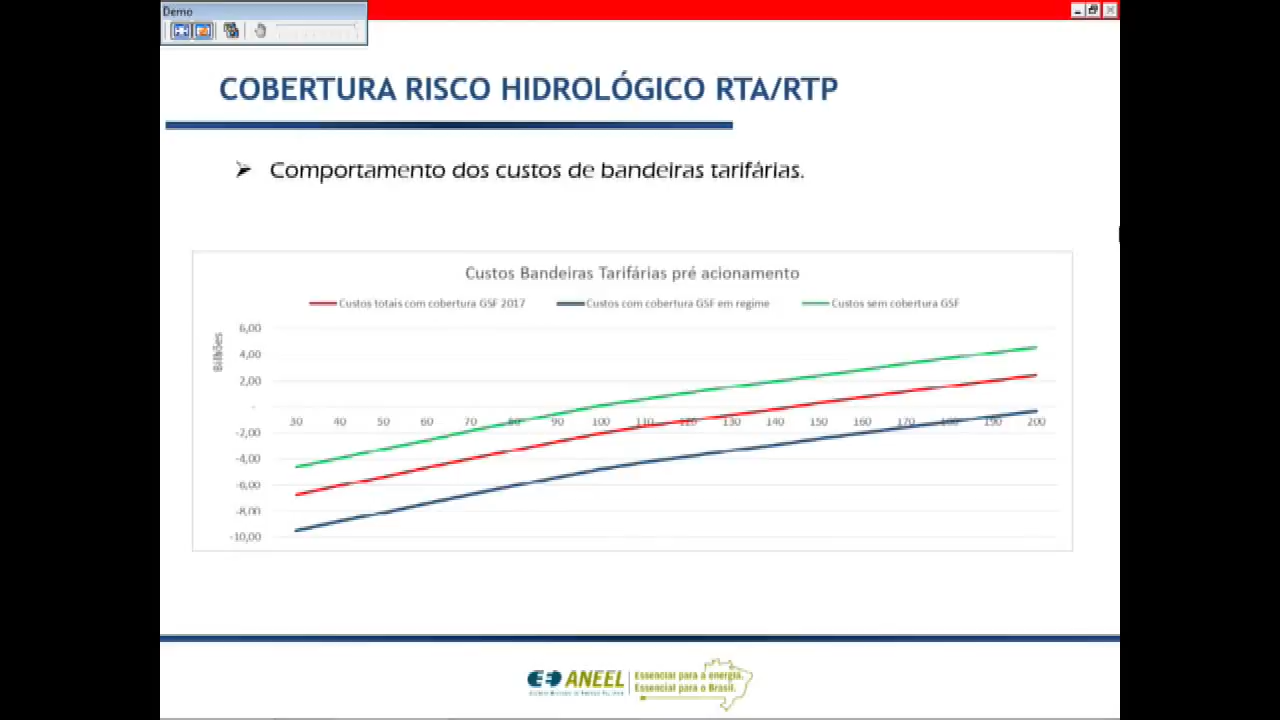 Demo
COBERTURA RISCO HIDROLÓGICO RTA/RTP
Comportamento dos custos de bandeiras tarifárias.
Custos Bandeiras Tarifárias pré acionamento
Custos totais com cobertura GSF 2017 Custos com cobertura GSF em regime Custos sem cobertura GSF
Bilhões
6,00
4,00
2,00
-
30 40 50 60 70 80 90 100 110 120 130 140 150 160 170 180 190 200
-2,00
-4,00
-6,00
-8,00
-10,00
ANEEL
Essencial para a energia.
Essencial para o Brasil.